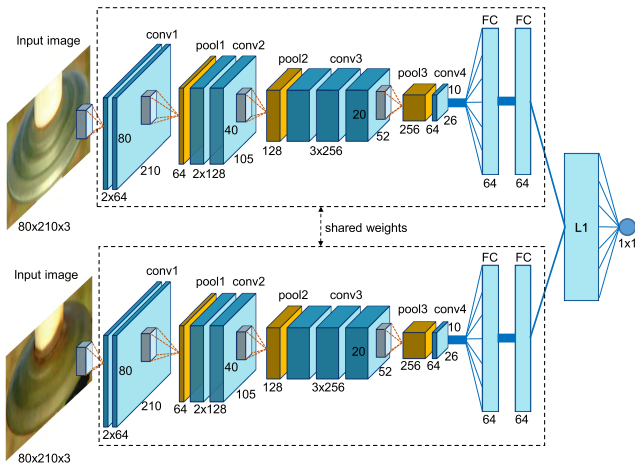 Input image
conv1
pool1
conv2
pool2
conv3
pool3
conv4
FC
FC
80
210
2x64
64
2x128
40
105
128
3x256
20
52
256
64
10
26
64
64
80x210x3
shared weights
L1
1x1
Input image
conv1
pool1
conv2
pool2
conv3
pool3
conv4
FC
FC
80
210
2x64
64
2x128
40
105
128
3x256
20
52
256
64
10
26
64
64
80x210x3